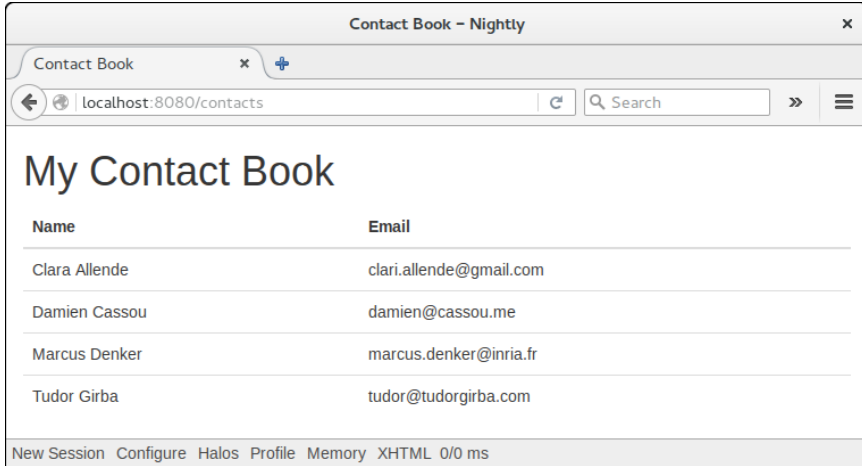 Contact Book - Nightly
Contact Book
localhost:8080/contacts
Search
My Contact Book
Name Email
Clara Allende clari.allende@gmail.com
Damien Cassou damien@cassou.me
Marcus Denker marcus.denker@inria.fr
Tudor Girba tudor@tudorgirba.com
New Session Configure Halos Profile Memory XHTML 0/0 ms